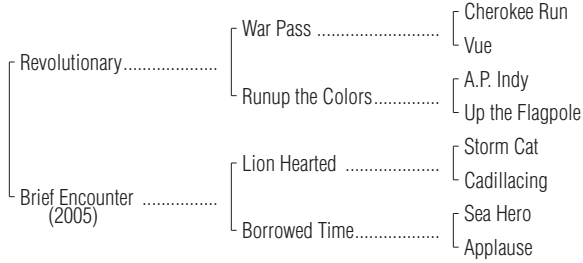 Cherokee Run
War Pass ........................................
Vue
Revolutionary...................
A.P. Indy
Runup the Colors.............
Up the Flagpole
Storm Cat
Lion Hearted ....................
Cadillacing
Brief Encounter ...............
(2005)
Sea Hero
Borrowed Time.................
Applause